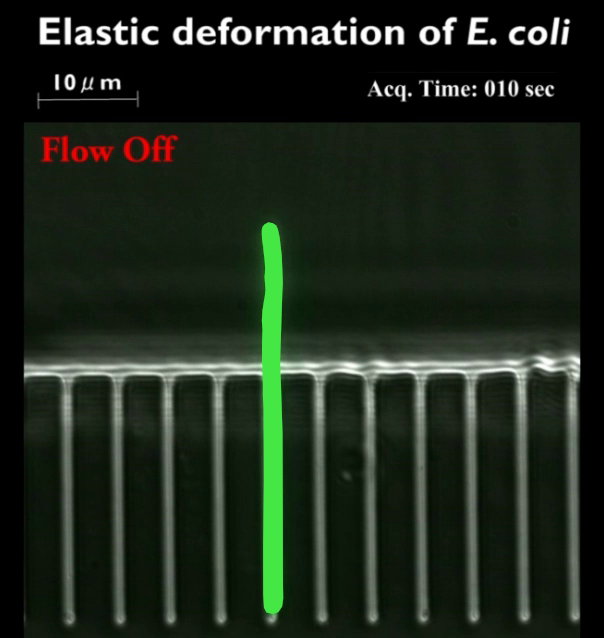 Elastic deformation of E. coli
10 μm
Acq. Time: 010 sec
Flow Off